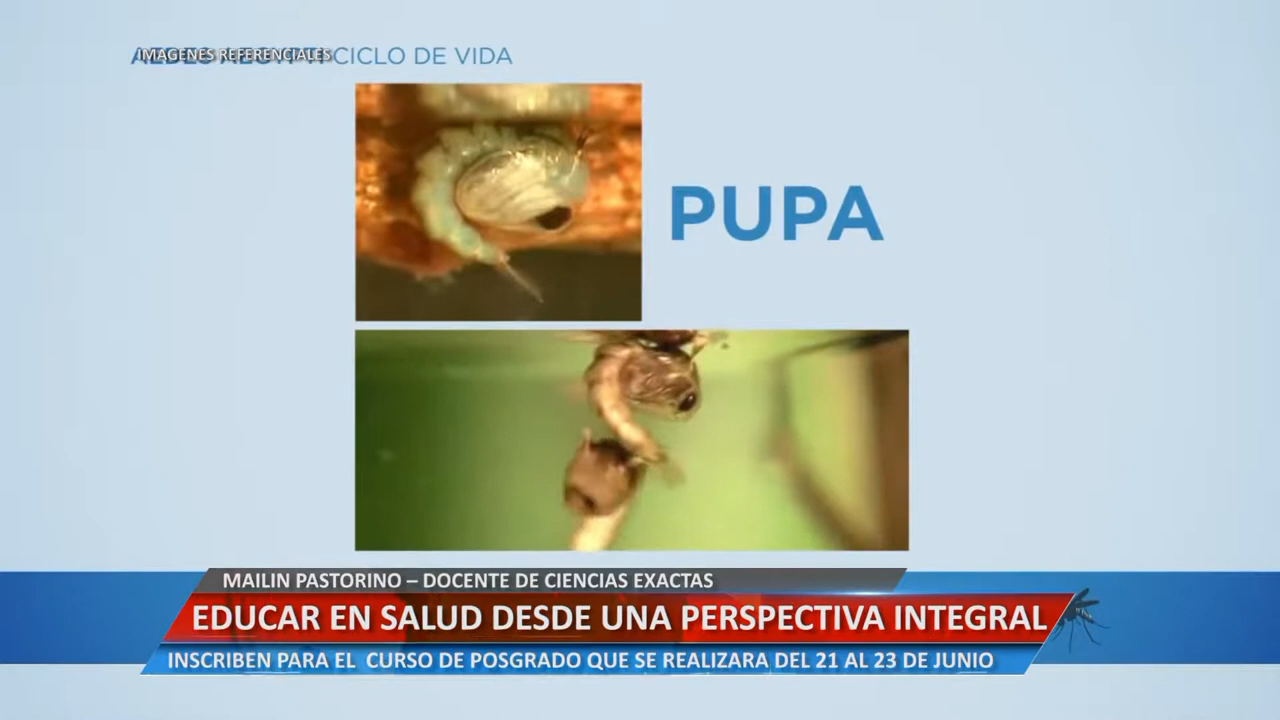 IMAGENES REFERENCIALES
CICLO DE VIDA
PUPA
MAILIN PASTORINO – DOCENTE DE CIENCIAS EXACTAS
EDUCAR EN SALUD DESDE UNA PERSPECTIVA INTEGRAL
INSCRIBEN PARA EL CURSO DE POSGRADO QUE SE REALIZARA DEL 21 AL 23 DE JUNIO